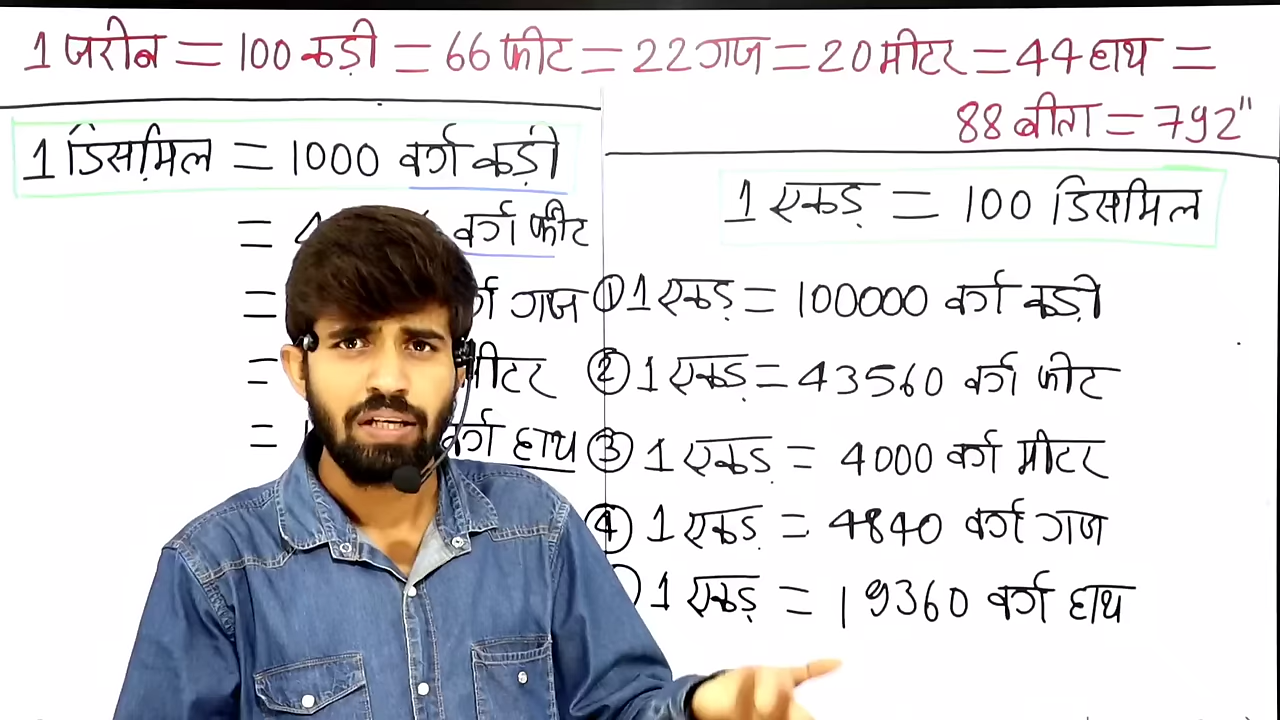 1 जरीब = 100 कड़ी = 66 फीट = 22 गज = 20 मीटर = 44 हाथ =
88 बीता = 792"
1 डिसमिल = 1000 वर्ग कड़ी
= वर्ग फीट
= गज
= मीटर
= वर्ग हाथ
1 एकड़ = 100 डिसमिल
① 1 एकड़ = 100000 वर्ग कड़ी
② 1 एकड़ = 43560 वर्ग फीट
③ 1 एकड़ = 4000 वर्ग मीटर
④ 1 एकड़ = 4840 वर्ग गज
1 एकड़ = 19360 वर्ग हाथ